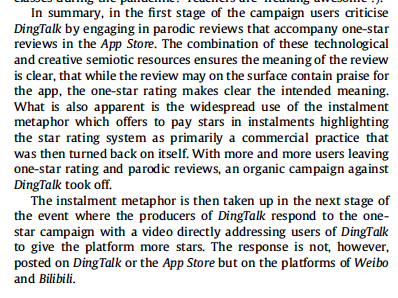 In summary, in the first stage of the campaign users criticise
DingTalk by engaging in parodic reviews that accompany one-star
reviews in the App Store. The combination of these technological
and creative semiotic resources ensures the meaning of the review
is clear, that while the review may on the surface contain praise for
the app, the one-star rating makes clear the intended meaning.
What is also apparent is the widespread use of the instalment
metaphor which offers to pay stars in instalments highlighting
the star rating system as primarily a commercial practice that
was then turned back on itself. With more and more users leaving
one-star rating and parodic reviews, an organic campaign against
DingTalk took off.
The instalment metaphor is then taken up in the next stage of
the event where the producers of DingTalk respond to the one-
star campaign with a video directly addressing users of DingTalk
to give the platform more stars. The response is not, however,
posted on DingTalk or the App Store but on the platforms of Weibo
and Bilibili.